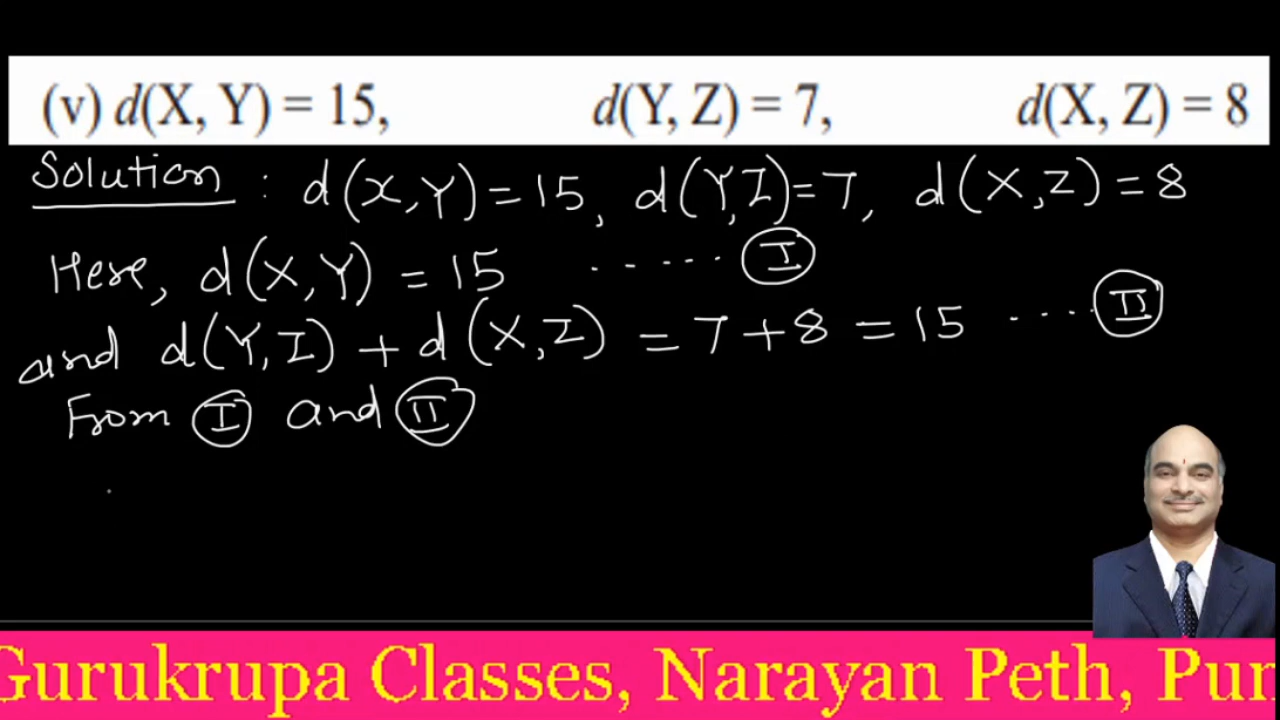 (v) d(X, Y) = 15, d(Y, Z) = 7, d(X, Z) = 8
Solution : d(X,Y)=15, d(Y,Z)=7, d(X,Z)=8
Here, d(X,Y) = 15 ...... I
and d(Y,Z) + d(X,Z) = 7+8 = 15 .... II
From I and II
Gurukrupa Classes, Narayan Peth, Pun